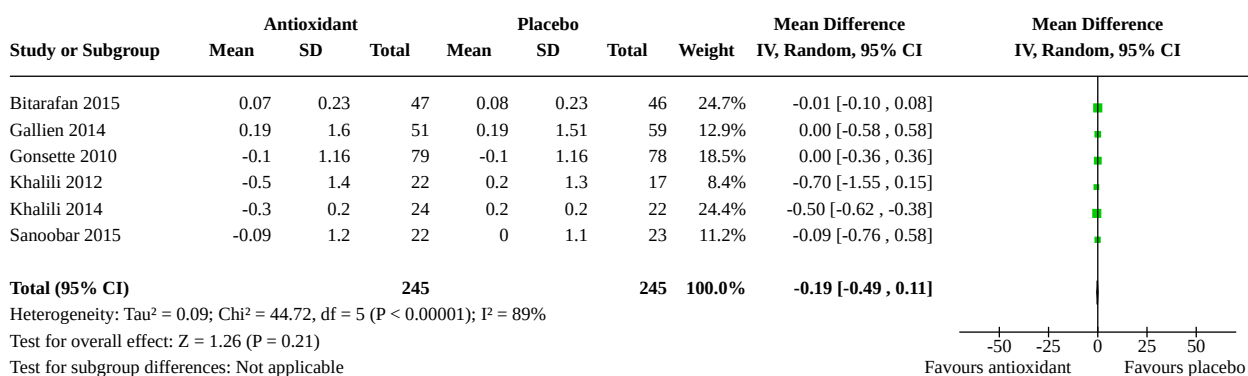 Antioxidant Placebo Mean Difference Mean Difference
Study or Subgroup Mean SD Total Mean SD Total Weight IV, Random, 95% CI IV, Random, 95% CI
Bitarafan 2015 0.07 0.23 47 0.08 0.23 46 24.7% -0.01 [-0.10 , 0.08]
Gallien 2014 0.19 1.6 51 0.19 1.51 59 12.9% 0.00 [-0.58 , 0.58]
Gonsette 2010 -0.1 1.16 79 -0.1 1.16 78 18.5% 0.00 [-0.36 , 0.36]
Khalili 2012 -0.5 1.4 22 0.2 1.3 17 8.4% -0.70 [-1.55 , 0.15]
Khalili 2014 -0.3 0.2 24 0.2 0.2 22 24.4% -0.50 [-0.62 , -0.38]
Sanoobar 2015 -0.09 1.2 22 0 1.1 23 11.2% -0.09 [-0.76 , 0.58]
Total (95% CI) 245 245 100.0% -0.19 [-0.49 , 0.11]
Heterogeneity: Tau² = 0.09; Chi² = 44.72, df = 5 (P < 0.00001); I² = 89%
Test for overall effect: Z = 1.26 (P = 0.21)
Test for subgroup differences: Not applicable
-50 -25 0 25 50
Favours antioxidant Favours placebo